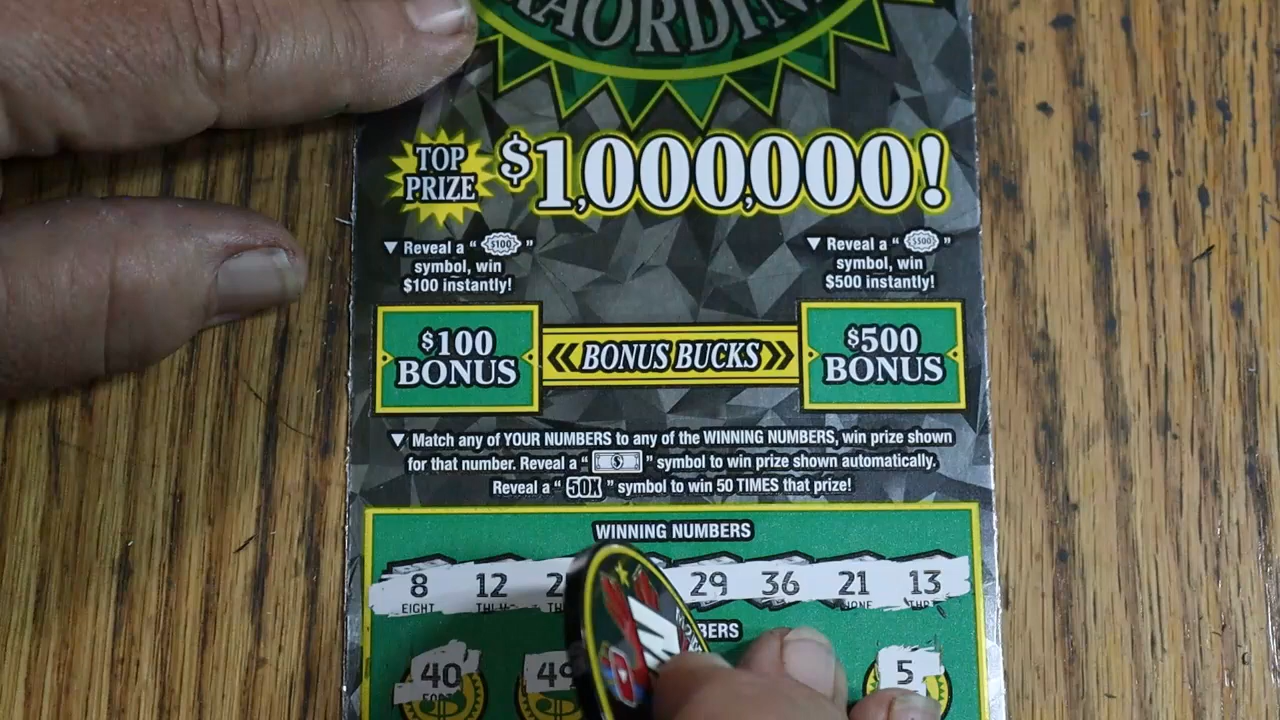 TOP
PRIZE
$1,000,000!
▼ Reveal a " $100 "
symbol, win
$100 instantly!
▼ Reveal a " $500 "
symbol, win
$500 instantly!
$100
BONUS
BONUS BUCKS
$500
BONUS
▼ Match any of YOUR NUMBERS to any of the WINNING NUMBERS, win prize shown
for that number. Reveal a " $ " symbol to win prize shown automatically.
Reveal a " 50X " symbol to win 50 TIMES that prize!
WINNING NUMBERS
8 12 29 36 21 13
EIGHT
40 5